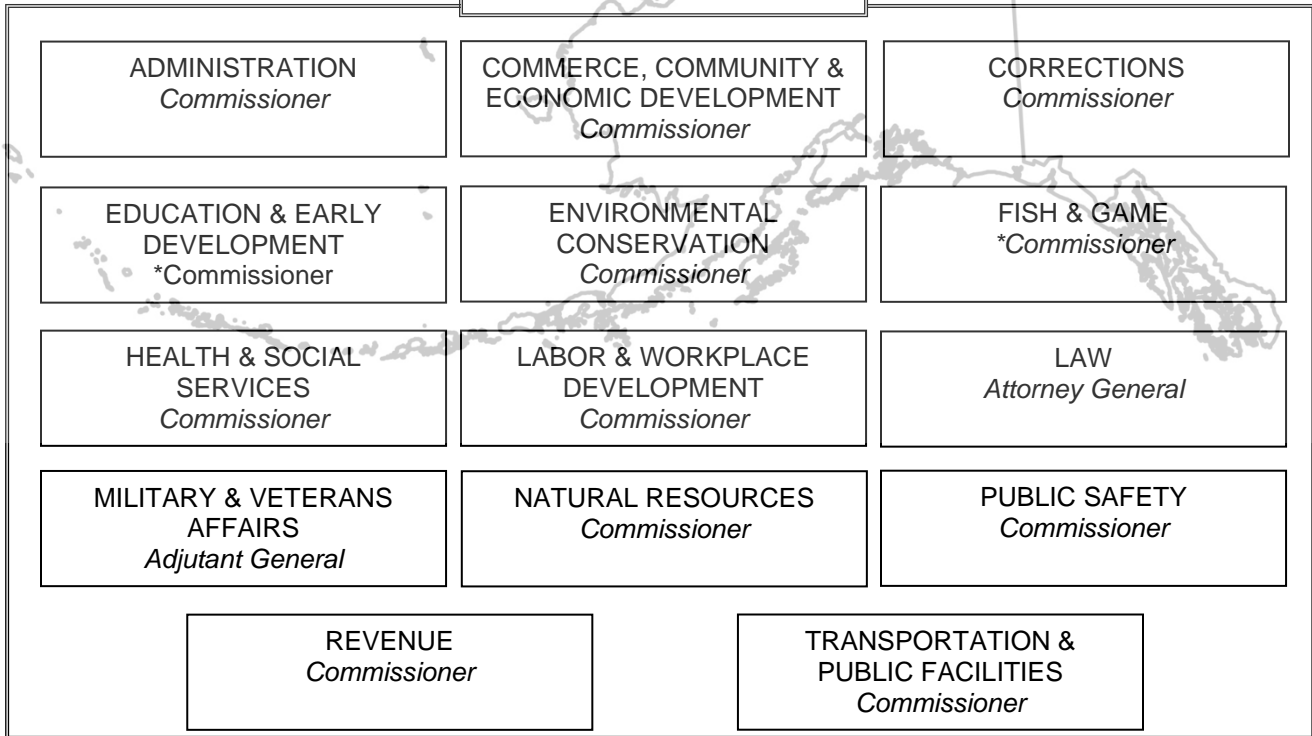 ADMINISTRATION
Commissioner
COMMERCE, COMMUNITY &
ECONOMIC DEVELOPMENT
Commissioner
CORRECTIONS
Commissioner
EDUCATION & EARLY
DEVELOPMENT
*Commissioner
ENVIRONMENTAL
CONSERVATION
Commissioner
FISH & GAME
*Commissioner
HEALTH & SOCIAL
SERVICES
Commissioner
LABOR & WORKPLACE
DEVELOPMENT
Commissioner
LAW
Attorney General
MILITARY & VETERANS
AFFAIRS
Adjutant General
NATURAL RESOURCES
Commissioner
PUBLIC SAFETY
Commissioner
REVENUE
Commissioner
TRANSPORTATION &
PUBLIC FACILITIES
Commissioner